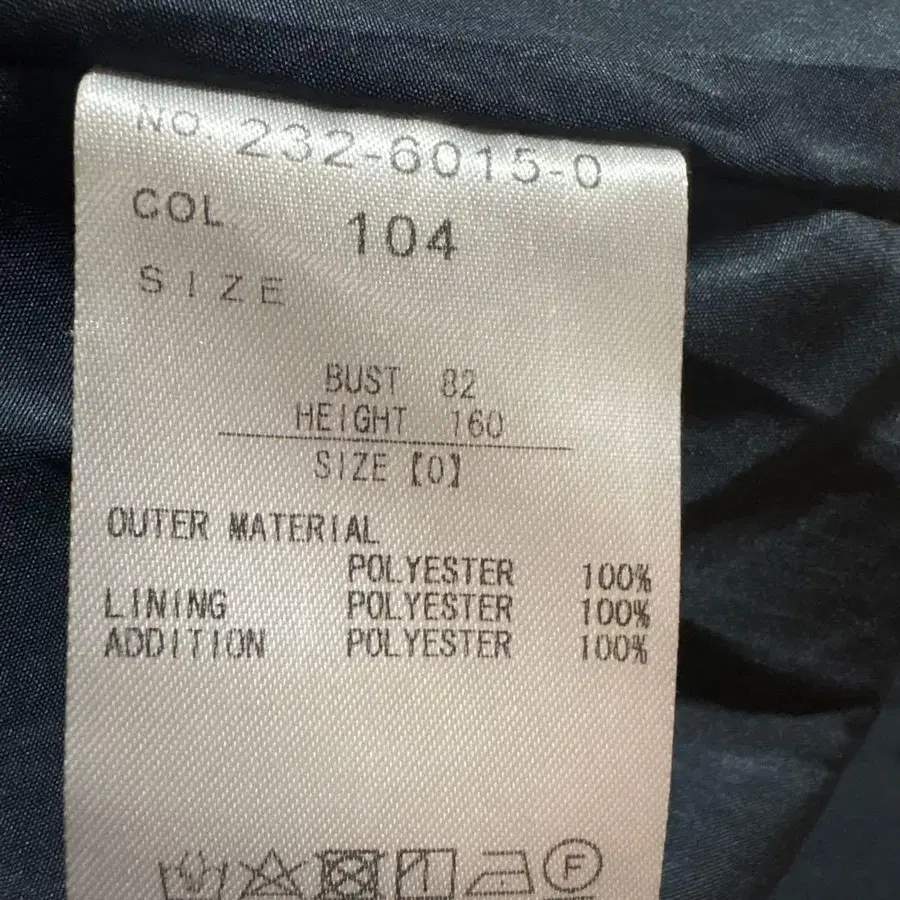 NO. 232-6015-0
COL 104
SIZE
BUST 82
HEIGHT 160
SIZE【0】
OUTER MATERIAL
POLYESTER 100%
LINING POLYESTER 100%
ADDITION POLYESTER 100%
F